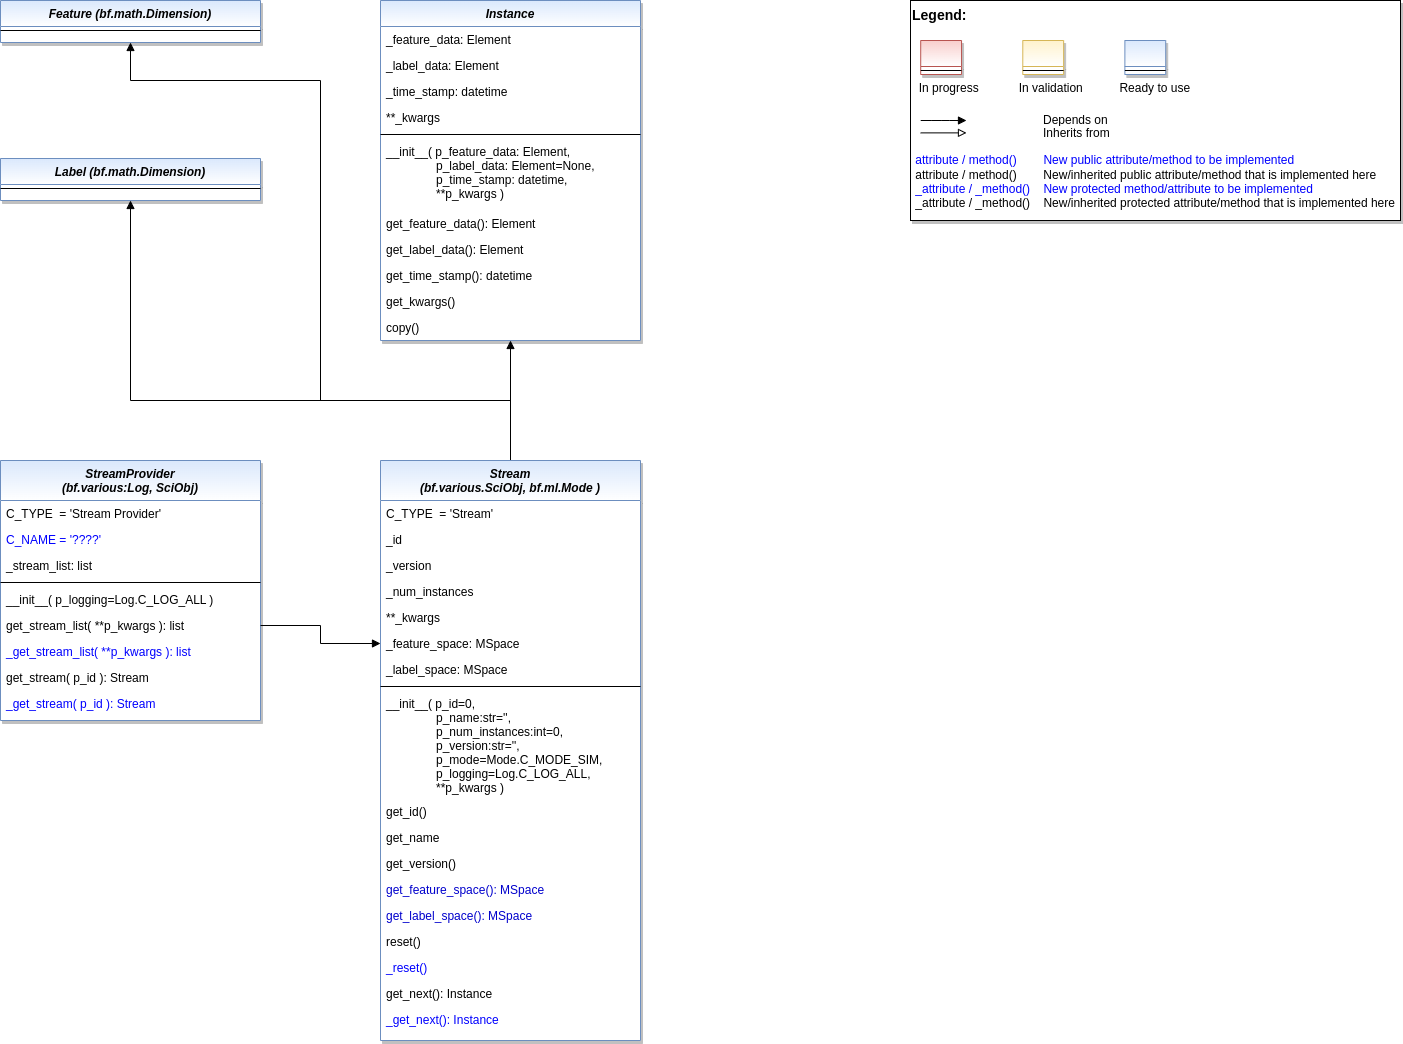 Feature (bf.math.Dimension)
Label (bf.math.Dimension)
Instance
_feature_data: Element
_label_data: Element
_time_stamp: datetime
**_kwargs
__init__( p_feature_data: Element,
p_label_data: Element=None,
p_time_stamp: datetime,
**p_kwargs )
get_feature_data(): Element
get_label_data(): Element
get_time_stamp(): datetime
get_kwargs()
copy()
Legend:
In progress
In validation
Ready to use
Depends on
Inherits from
attribute / method() New public attribute/method to be implemented
attribute / method() New/inherited public attribute/method that is implemented here
_attribute / _method() New protected method/attribute to be implemented
_attribute / _method() New/inherited protected attribute/method that is implemented here
StreamProvider
(bf.various:Log, SciObj)
C_TYPE = 'Stream Provider'
C_NAME = '????'
_stream_list: list
__init__( p_logging=Log.C_LOG_ALL )
get_stream_list( **p_kwargs ): list
_get_stream_list( **p_kwargs ): list
get_stream( p_id ): Stream
_get_stream( p_id ): Stream
Stream
(bf.various.SciObj, bf.ml.Mode )
C_TYPE = 'Stream'
_id
_version
_num_instances
**_kwargs
_feature_space: MSpace
_label_space: MSpace
__init__( p_id=0,
p_name:str='',
p_num_instances:int=0,
p_version:str='',
p_mode=Mode.C_MODE_SIM,
p_logging=Log.C_LOG_ALL,
**p_kwargs )
get_id()
get_name
get_version()
get_feature_space(): MSpace
get_label_space(): MSpace
reset()
_reset()
get_next(): Instance
_get_next(): Instance